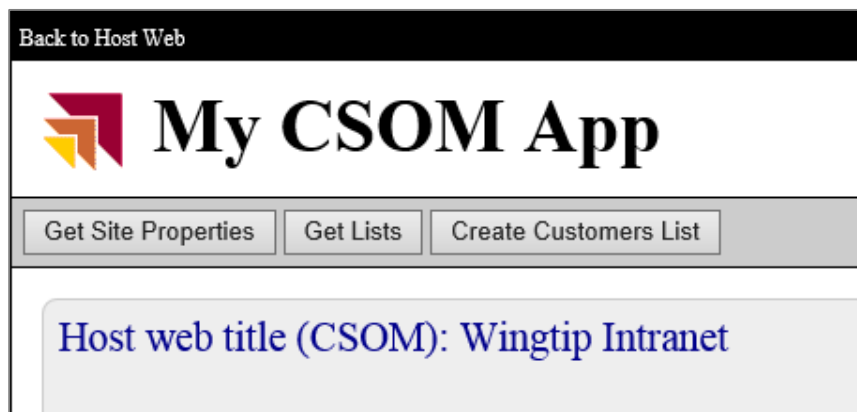 Back to Host Web
My CSOM App
Get Site Properties Get Lists Create Customers List
Host web title (CSOM): Wingtip Intranet